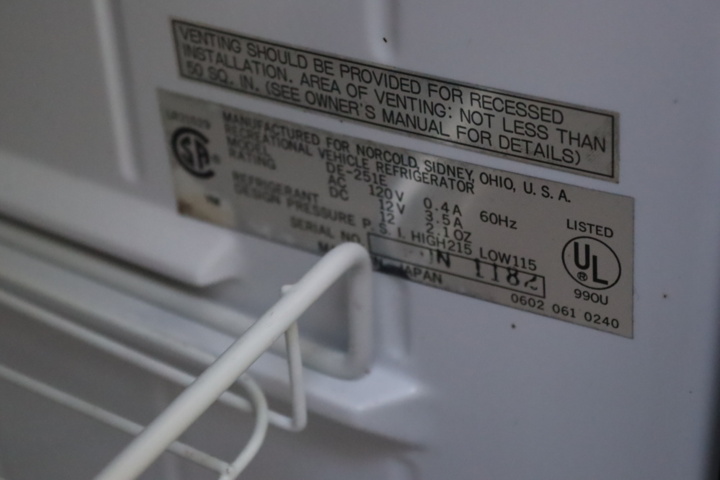 VENTING SHOULD BE PROVIDED FOR RECESSED
INSTALLATION. AREA OF VENTING: NOT LESS THAN
50 SQ. IN. (SEE OWNER'S MANUAL FOR DETAILS)
SA ®
MANUFACTURED FOR NORCOLD, SIDNEY, OHIO, U. S. A.
RECREATIONAL VEHICLE REFRIGERATOR
MODEL DE-251E
RATING AC 120V 0.4A 60Hz
DC 12V 3.5A
REFRIGERANT 12 2.1OZ
DESIGN PRESSURE P. S. I. HIGH215 LOW115
SERIAL NO. 1182
JAPAN
LISTED
UL ®
990U
0602 061 0240